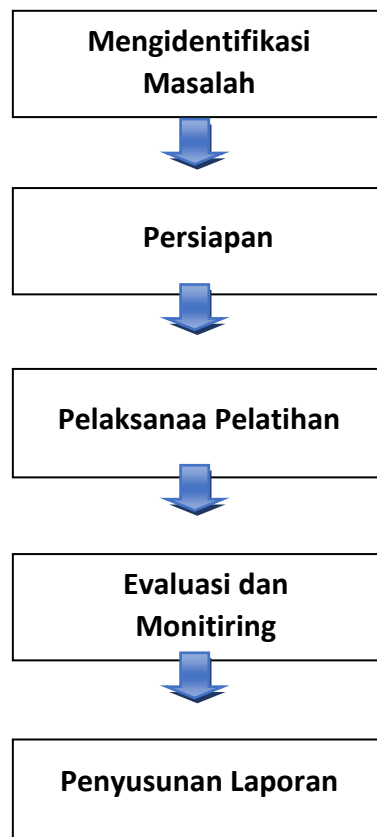 Mengidentifikasi
Masalah
Persiapan
Pelaksanaa Pelatihan
Evaluasi dan
Monitiring
Penyusunan Laporan